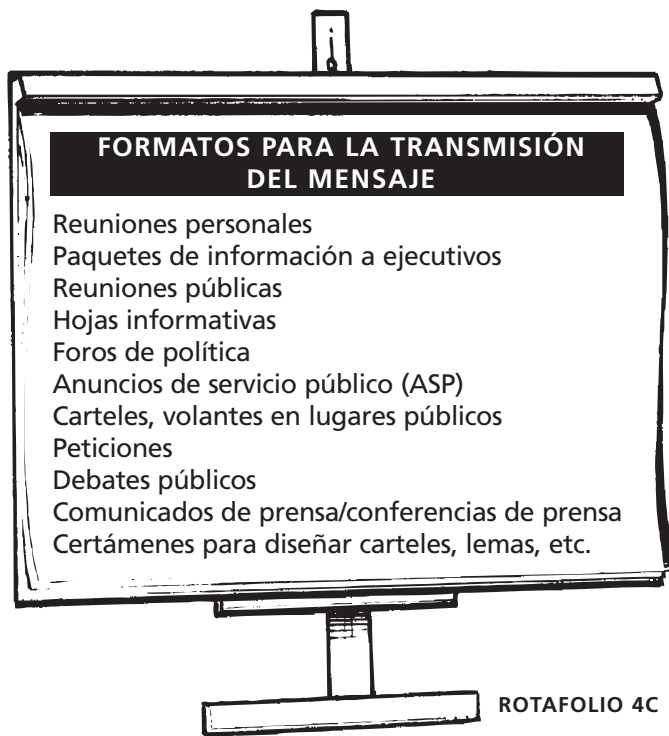 FORMATOS PARA LA TRANSMISIÓN
DEL MENSAJE
Reuniones personales
Paquetes de información a ejecutivos
Reuniones públicas
Hojas informativas
Foros de política
Anuncios de servicio público (ASP)
Carteles, volantes en lugares públicos
Peticiones
Debates públicos
Comunicados de prensa/conferencias de prensa
Certámenes para diseñar carteles, lemas, etc.
ROTAFOLIO 4C